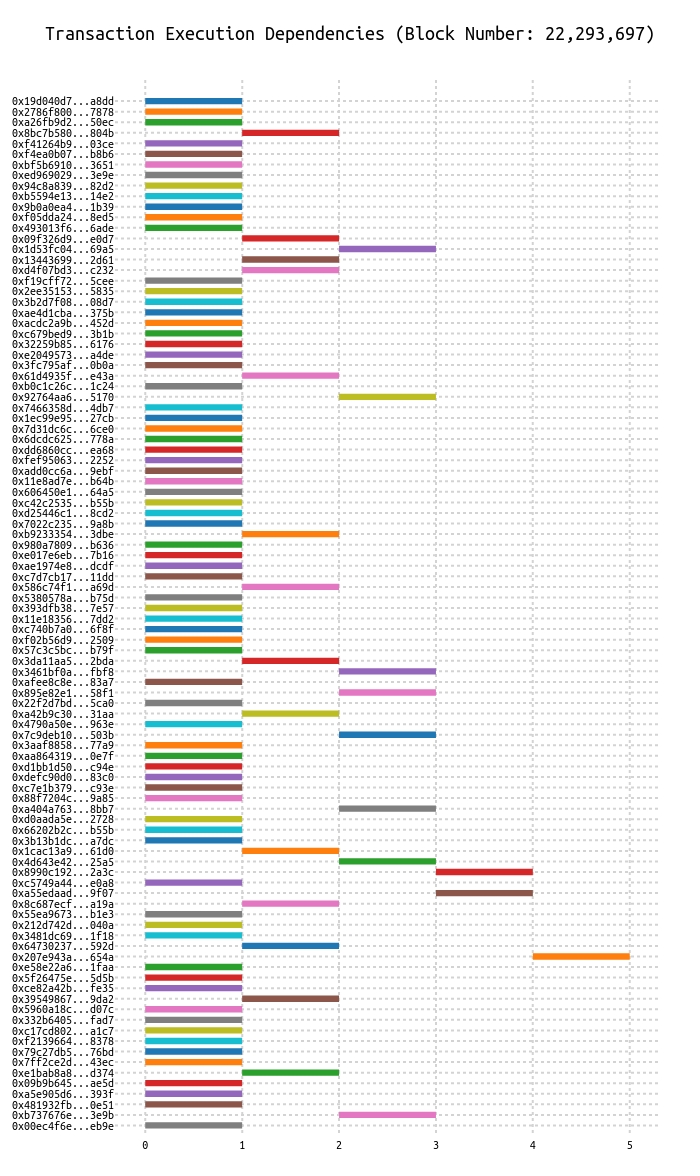 Transaction Execution Dependencies (Block Number: 22,293,697)
0x19d040d7...a8dd
0x2786f800...7878
0xa26fb9d2...50ec
0x8bc7b580...804b
0xf41264b9...03ce
0xf4ea0b07...b8b6
0xbf5b6910...3651
0xed969029...3e9e
0x94c8a839...82d2
0xb5594e13...14e2
0x9b0a0ea4...1b39
0xf05dda24...8ed5
0x493013f6...6ade
0x09f326d9...e0d7
0x1d53fc04...69a5
0x13443699...2d61
0xd4f07bd3...c232
0xf19cff72...5cee
0x2ee35153...5835
0x3b2d7f08...08d7
0xae4d1cba...375b
0xacdc2a9b...452d
0xc679bed9...3b1b
0x32259b85...6176
0xe2049573...a4de
0x3fc795af...0b0a
0x61d4935f...e43a
0xb0c1c26c...1c24
0x92764aa6...5170
0x7466358d...4db7
0x1ec99e95...27cb
0x7d31dc6c...6ce0
0x6dcdc625...778a
0xdd6860cc...ea68
0xfef95063...2252
0xadd0cc6a...9ebf
0x11e8ad7e...b64b
0x606450e1...64a5
0xc42c2535...b55b
0xd25446c1...8cd2
0x7022c235...9a8b
0xb9233354...3dbe
0x980a7809...b636
0xe017e6eb...7b16
0xae1974e8...dcdf
0xc7d7cb17...11dd
0x586c74f1...a69d
0x5380578a...b75d
0x393dfb38...7e57
0x11e18356...7dd2
0xc740b7a0...6f8f
0xf02b56d9...2509
0x57c3c5bc...b79f
0x3da11aa5...2bda
0x3461bf0a...fbf8
0xafee8c8e...83a7
0x895e82e1...58f1
0x22f2d7bd...5ca0
0xa42b9c30...31aa
0x4790a50e...963e
0x7c9deb10...503b
0x3aaf8858...77a9
0xaa864319...0e7f
0xd1bb1d50...c94e
0xdefc90d0...83c0
0xc7e1b379...c93e
0x88f7204c...9a85
0xa404a763...8bb7
0xd0aada5e...2728
0x66202b2c...b55b
0x3b13b1dc...a7dc
0x1cac13a9...61d0
0x4d643e42...25a5
0x8990c192...2a3c
0xc5749a44...e0a8
0xa55edaad...9f07
0x8c687ecf...a19a
0x55ea9673...b1e3
0x212d742d...040a
0x3481dc69...1f18
0x64730237...592d
0x207e943a...654a
0xe58e22a6...1faa
0x5f26475e...5d5b
0xce82a42b...fe35
0x39549867...9da2
0x5960a18c...d07c
0x332b6405...fad7
0xc17cd802...a1c7
0xf2139664...8378
0x79c27db5...76bd
0x7ff2ce2d...43ec
0xe1bab8a8...d374
0x09b9b645...ae5d
0xa5e905d6...393f
0x481932fb...0e51
0xb737676e...3e9b
0x00ec4f6e...eb9e
0 1 2 3 4 5